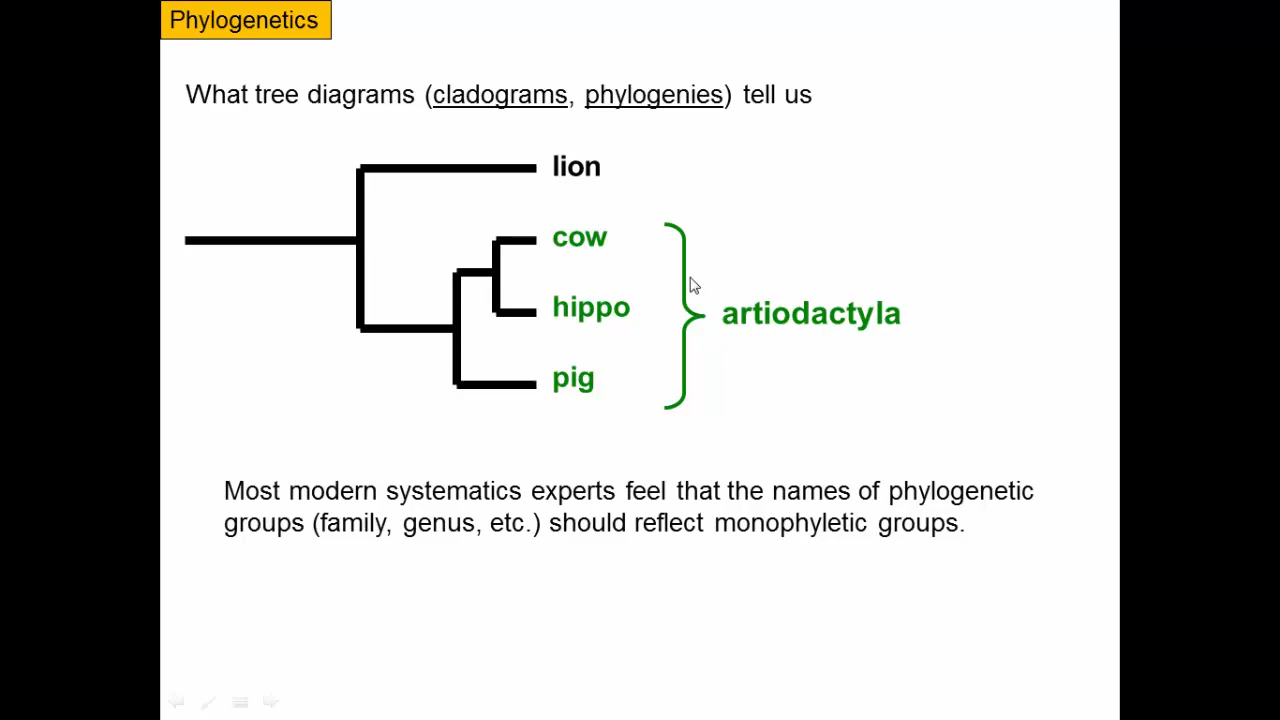 Phylogenetics
What tree diagrams (cladograms, phylogenies) tell us
lion
cow
hippo
artiodactyla
pig
Most modern systematics experts feel that the names of phylogenetic
groups (family, genus, etc.) should reflect monophyletic groups.